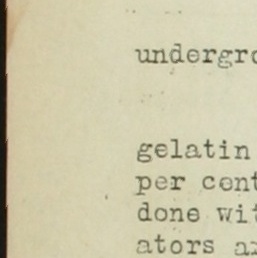 undergro
gelatin
per cent
done wit
ators a